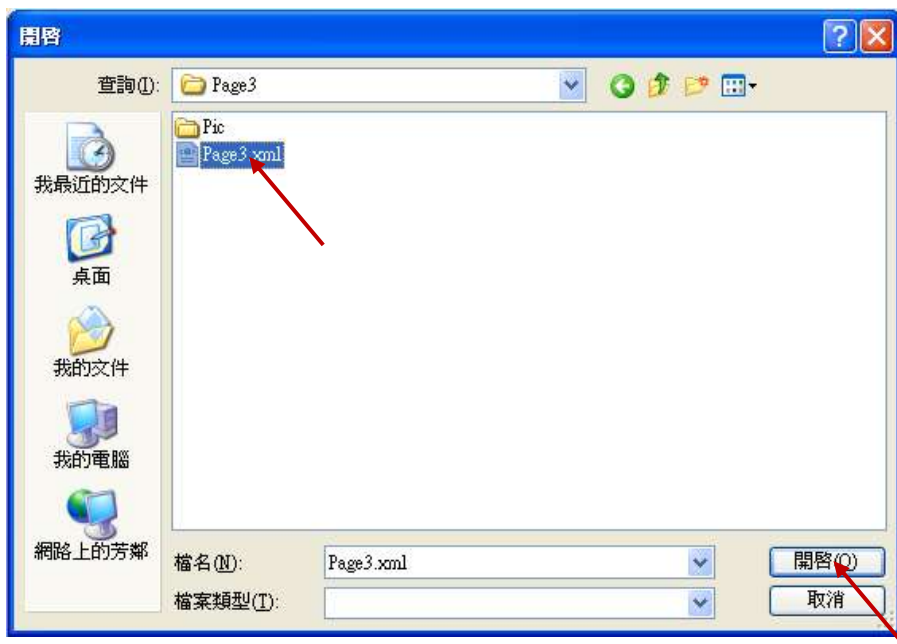 開啓
查詢(I): Page3
Pic
Page3.xml
我最近的文件
桌面
我的文件
我的電腦
網路上的芳鄰
檔名(N): Page3.xml 開啓(O)
檔案類型(T): 取消